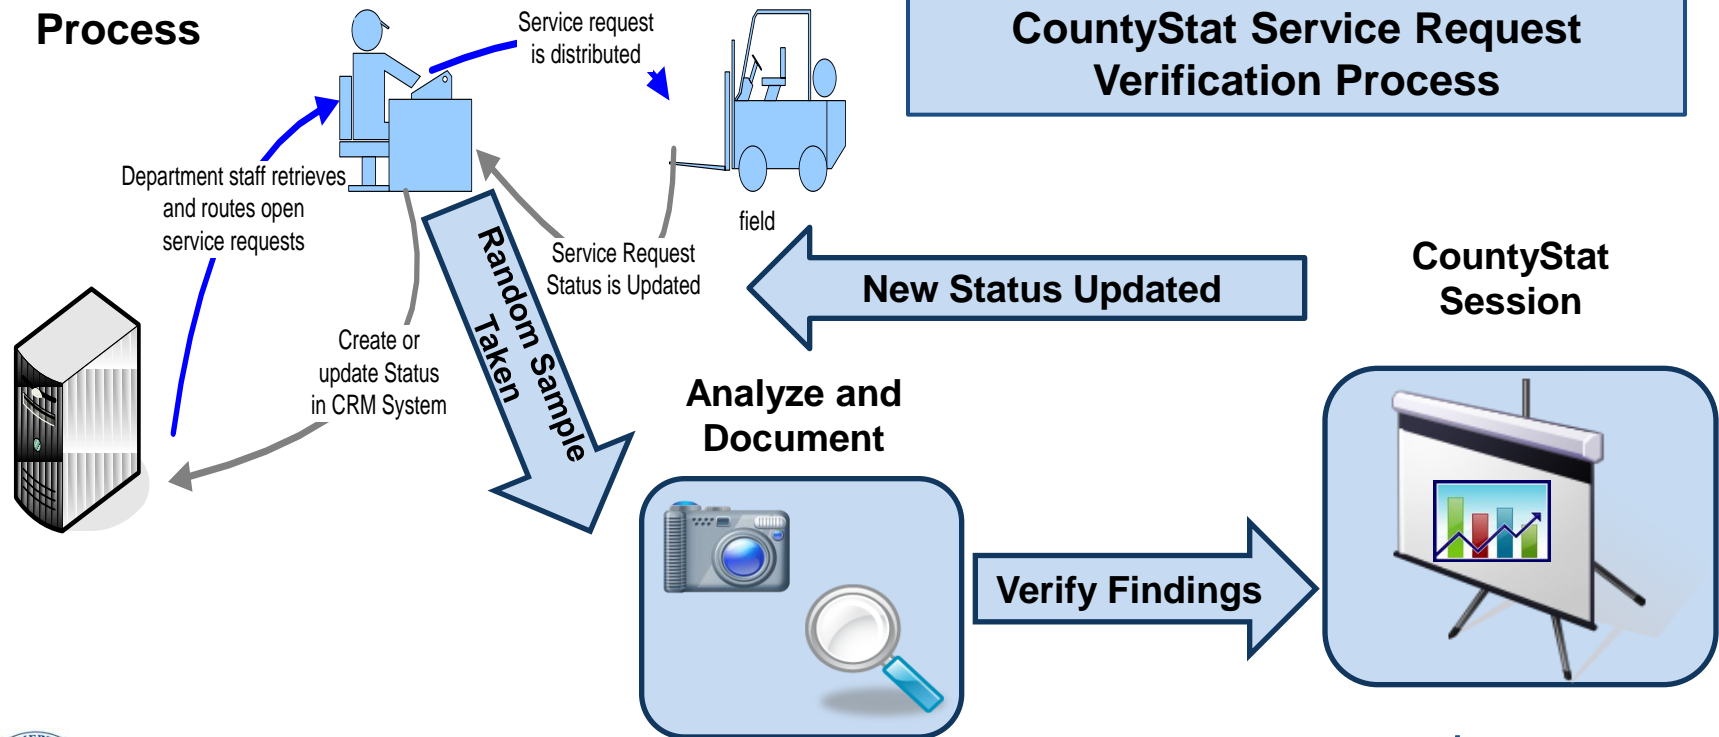 Process
Service request
is distributed
CountyStat Service Request
Verification Process
Department staff retrieves
and routes open
service requests
field
Service Request
Status is Updated
New Status Updated
CountyStat
Session
Random Sample
Taken
Create or
update Status
in CRM System
Analyze and
Document
Verify Findings